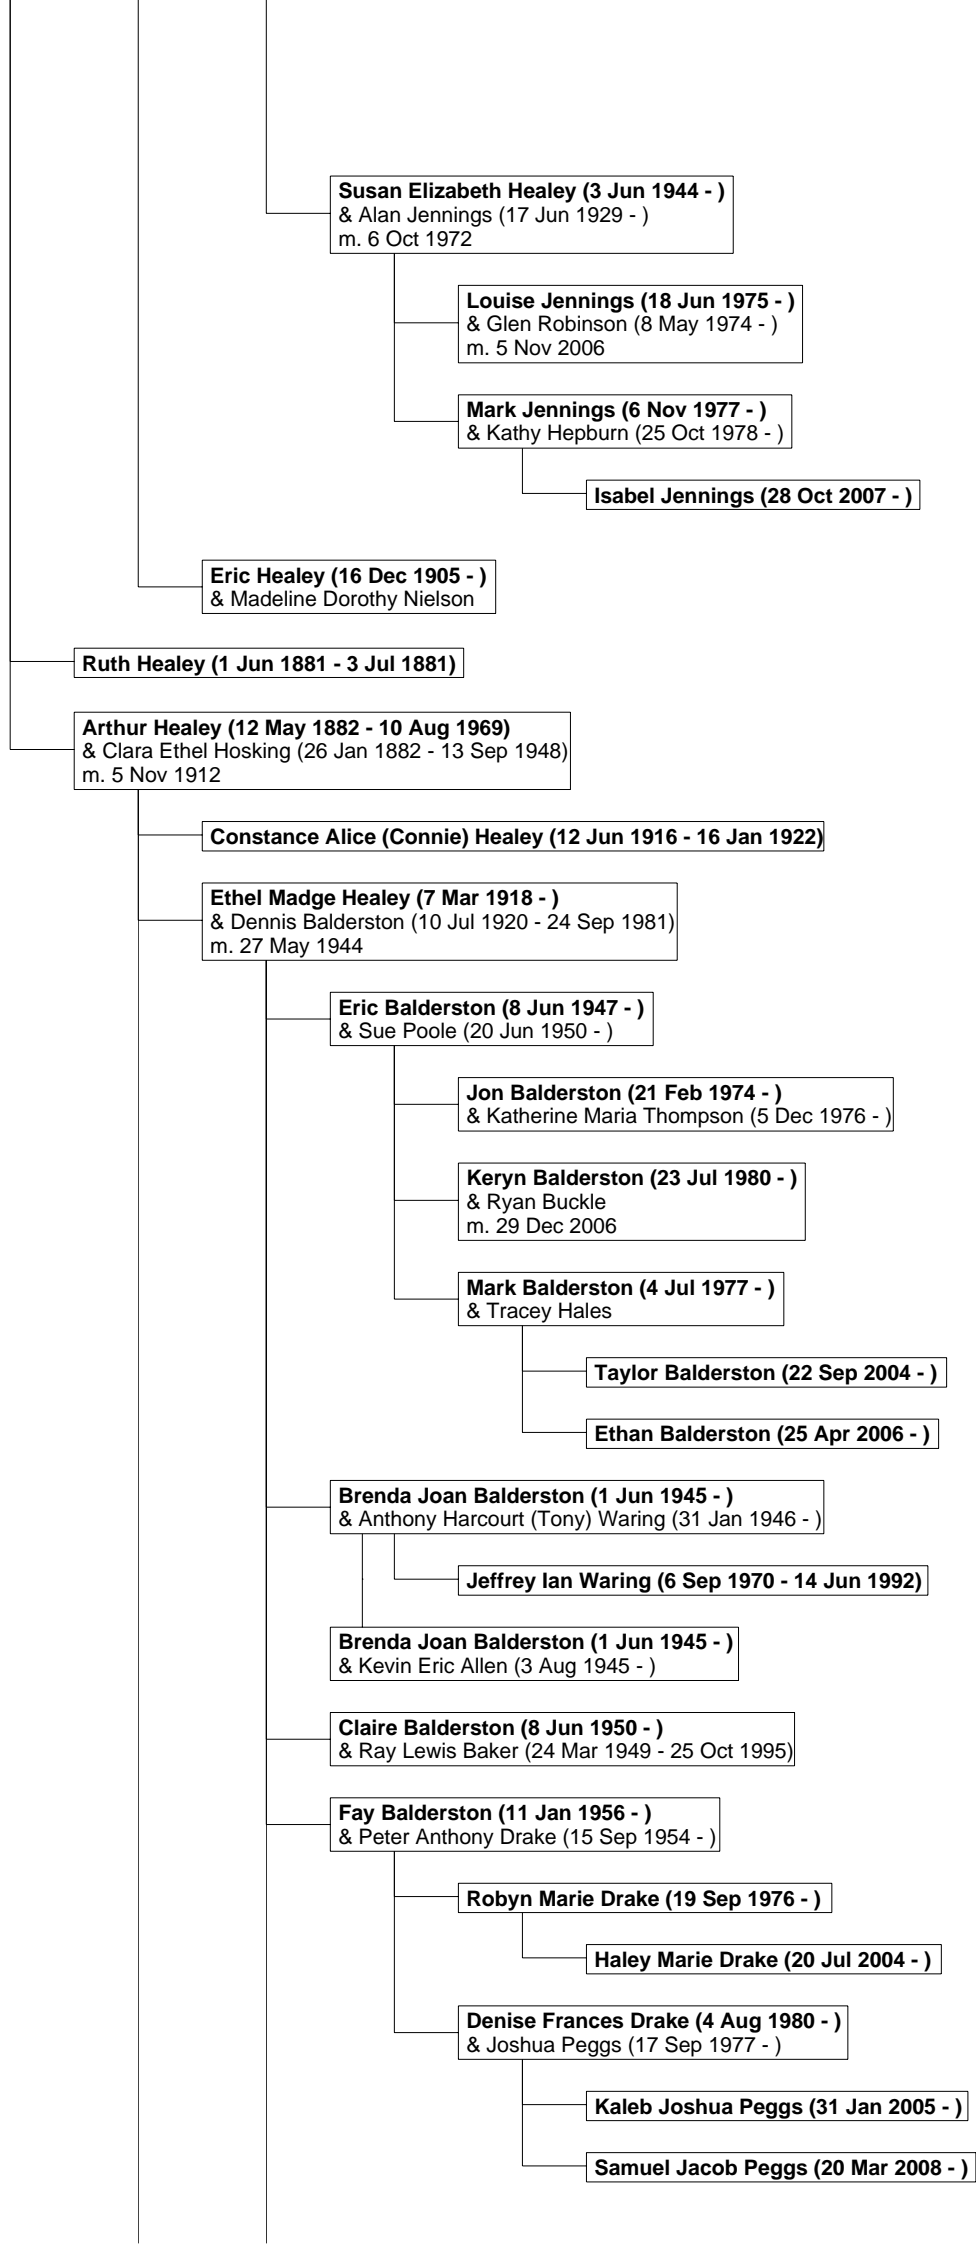 Susan Elizabeth Healey (3 Jun 1944 - )
& Alan Jennings (17 Jun 1929 - )
m. 6 Oct 1972
Louise Jennings (18 Jun 1975 - )
& Glen Robinson (8 May 1974 - )
m. 5 Nov 2006
Mark Jennings (6 Nov 1977 - )
& Kathy Hepburn (25 Oct 1978 - )
Isabel Jennings (28 Oct 2007 - )
Eric Healey (16 Dec 1905 - )
& Madeline Dorothy Nielson
Ruth Healey (1 Jun 1881 - 3 Jul 1881)
Arthur Healey (12 May 1882 - 10 Aug 1969)
& Clara Ethel Hosking (26 Jan 1882 - 13 Sep 1948)
m. 5 Nov 1912
Constance Alice (Connie) Healey (12 Jun 1916 - 16 Jan 1922)
Ethel Madge Healey (7 Mar 1918 - )
& Dennis Balderston (10 Jul 1920 - 24 Sep 1981)
m. 27 May 1944
Eric Balderston (8 Jun 1947 - )
& Sue Poole (20 Jun 1950 - )
Jon Balderston (21 Feb 1974 - )
& Katherine Maria Thompson (5 Dec 1976 - )
Keryn Balderston (23 Jul 1980 - )
& Ryan Buckle
m. 29 Dec 2006
Mark Balderston (4 Jul 1977 - )
& Tracey Hales
Taylor Balderston (22 Sep 2004 - )
Ethan Balderston (25 Apr 2006 - )
Brenda Joan Balderston (1 Jun 1945 - )
& Anthony Harcourt (Tony) Waring (31 Jan 1946 - )
Jeffrey Ian Waring (6 Sep 1970 - 14 Jun 1992)
Brenda Joan Balderston (1 Jun 1945 - )
& Kevin Eric Allen (3 Aug 1945 - )
Claire Balderston (8 Jun 1950 - )
& Ray Lewis Baker (24 Mar 1949 - 25 Oct 1995)
Fay Balderston (11 Jan 1956 - )
& Peter Anthony Drake (15 Sep 1954 - )
Robyn Marie Drake (19 Sep 1976 - )
Haley Marie Drake (20 Jul 2004 - )
Denise Frances Drake (4 Aug 1980 - )
& Joshua Peggs (17 Sep 1977 - )
Kaleb Joshua Peggs (31 Jan 2005 - )
Samuel Jacob Peggs (20 Mar 2008 - )